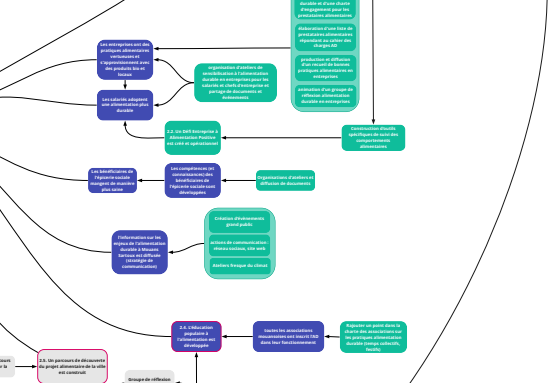 durable et d'une charte
d'engagement pour les
prestataires alimentaires
élaboration d'une liste de
prestataires alimentaires
répondant au cahier des
charges AD
production et diffusion
d'un recueil de bonnes
pratiques alimentaires en
entreprises
animation d'un groupe de
réflexion alimentation
durable en entreprises
Les entreprises ont des
pratiques alimentaires
vertueuses et
s'approvisionnent avec
des produits bio et
locaux
organisation d'ateliers de
sensibilisation à l'alimentation
durable en entreprises pour les
salariés et chefs d'entreprise et
partage de documents et
évènements
Les salariés adoptent
une alimentation plus
durable
2.2. Un Défi Entreprise à
Alimentation Positive
est créé et opérationnel
Construction d'outils
spécifiques de suivi des
comportements
alimentaires
Les bénéficiaires de
l'épicerie sociale
mangent de manière
plus saine
Les compétences (et
connaissances) des
bénéficiaires de
l'épicerie sociale sont
développées
Organisations d'ateliers et
diffusion de documents
l'information sur les
enjeux de l'alimentation
durable à Mouans
Sartoux est diffusée
(stratégie de
communication)
Création d'évènements
grand public
actions de communication :
réseau sociaux, site web
Ateliers fresque du climat
2.4. L'éducation
populaire à
l'alimentation est
développée
toutes les associations
mouansoises ont inscrit l'AD
dans leur fonctionnement
Rajouter un point dans la
charte des associations sur
les pratiques alimentation
durable (temps collectifs,
festifs)
2.5. Un parcours de découverte
du projet alimentaire de la ville
est construit
Groupe de réflexion